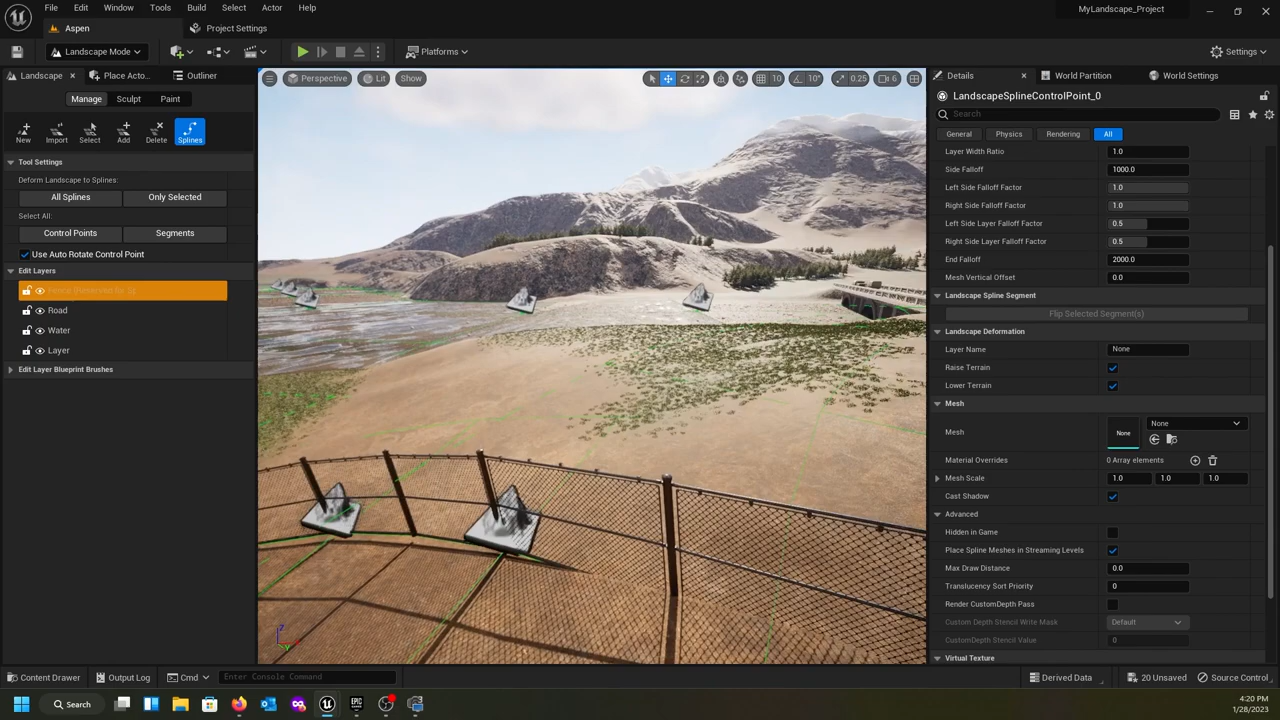 File Edit Window Tools Build Select Actor Help
MyLandscape_Project
Aspen
Project Settings
Landscape Mode
Platforms
Settings
Landscape
Place Acto...
Outliner
Manage Sculpt Paint
New Import Select Add Delete Splines
Tool Settings
Deform Landscape to Splines:
All Splines Only Selected
Select All:
Control Points Segments
Use Auto Rotate Control Point
Edit Layers
Road
Water
Layer
Edit Layer Blueprint Brushes
Perspective Lit Show
10 10° 0.25 6
Z
Y
Details
World Partition
World Settings
LandscapeSplineControlPoint_0
Search
General Physics Rendering All
Layer Width Ratio 1.0
Side Falloff 1000.0
Left Side Falloff Factor 1.0
Right Side Falloff Factor 1.0
Left Side Layer Falloff Factor 0.5
Right Side Layer Falloff Factor 0.5
End Falloff 2000.0
Mesh Vertical Offset 0.0
Landscape Spline Segment
Flip Selected Segment(s)
Landscape Deformation
Layer Name None
Raise Terrain
Lower Terrain
Mesh
Mesh None None
Material Overrides 0 Array elements
Mesh Scale 1.0 1.0 1.0
Cast Shadow
Advanced
Hidden in Game
Place Spline Meshes in Streaming Levels
Max Draw Distance 0.0
Translucency Sort Priority 0
Render CustomDepth Pass
Custom Depth Stencil Write Mask Default
CustomDepth Stencil Value 0
Virtual Texture
Content Drawer Output Log Cmd Enter Console Command
Derived Data 20 Unsaved Source Control
Search
EPIC
4:20 PM
1/28/2023